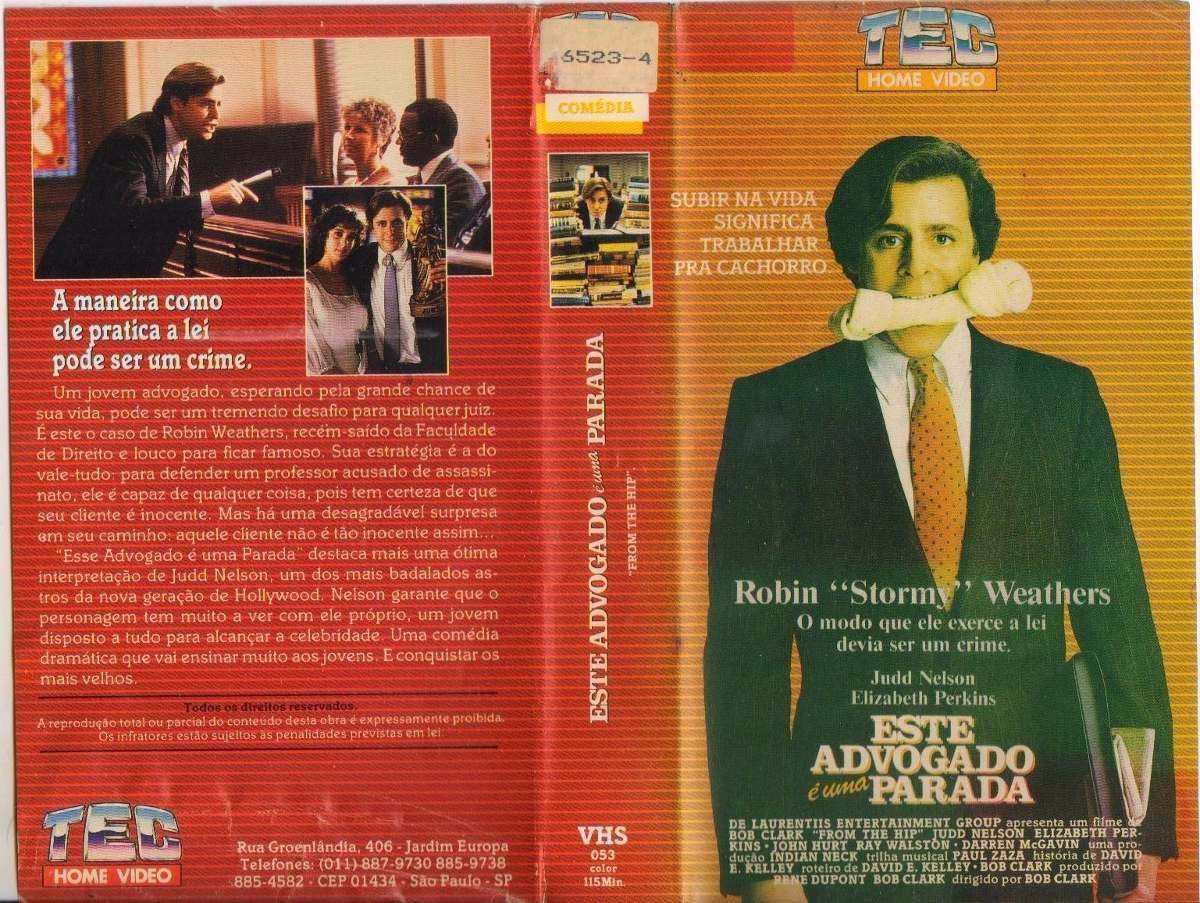 A maneira como
ele pratica a lei
pode ser um crime.
Um jovem advogado, esperando pela grande chance de
sua vida, pode ser um tremendo desafio para qualquer juiz.
É este o caso de Robin Weathers, recém-saído da Faculdade
de Direito e louco para ficar famoso. Sua estratégia é a do
vale-tudo: para defender um professor acusado de assassi-
nato, ele é capaz de qualquer coisa, pois tem certeza de que
seu cliente é inocente. Mas há uma desagradável surpresa
em seu caminho: aquele cliente não é tão inocente assim...
“Esse Advogado é uma Parada” destaca mais uma ótima
interpretação de Judd Nelson, um dos mais badalados as-
tros da nova geração de Hollywood. Nelson garante que o
personagem tem muito a ver com ele próprio, um jovem
disposto a tudo para alcançar a celebridade. Uma comédia
dramática que vai ensinar muito aos jovens. E conquistar os
mais velhos.
Todos os direitos reservados.
A reprodução total ou parcial do conteúdo desta obra é expressamente proibida.
Os infratores estão sujeitos às penalidades previstas em lei.
TEC
HOME VIDEO
Rua Groenlândia, 406 - Jardim Europa
Telefones: (011) 887-9730 885-9738
885-4582 - CEP 01434 - São Paulo - SP
6523-4
COMÉDIA
ESTE ADVOGADO é uma PARADA
"FROM THE HIP".
VHS
053
color
115Min.
TEC
HOME VIDEO
SUBIR NA VIDA
SIGNIFICA
TRABALHAR
PRA CACHORRO.
Robin “Stormy” Weathers
O modo que ele exerce a lei
devia ser um crime.
Judd Nelson
Elizabeth Perkins
ESTE
ADVOGADO
é uma PARADA
DE LAURENTIIS ENTERTAINMENT GROUP apresenta um filme de
BOB CLARK "FROM THE HIP" JUDD NELSON ELIZABETH PER-
KINS · JOHN HURT RAY WALSTON · DARREN McGAVIN uma pro-
dução INDIAN NECK trilha musical PAUL ZAZA história de DAVID
E. KELLEY roteiro de DAVID E. KELLEY · BOB CLARK produzido por
RENE DUPONT BOB CLARK dirigido por BOB CLARK